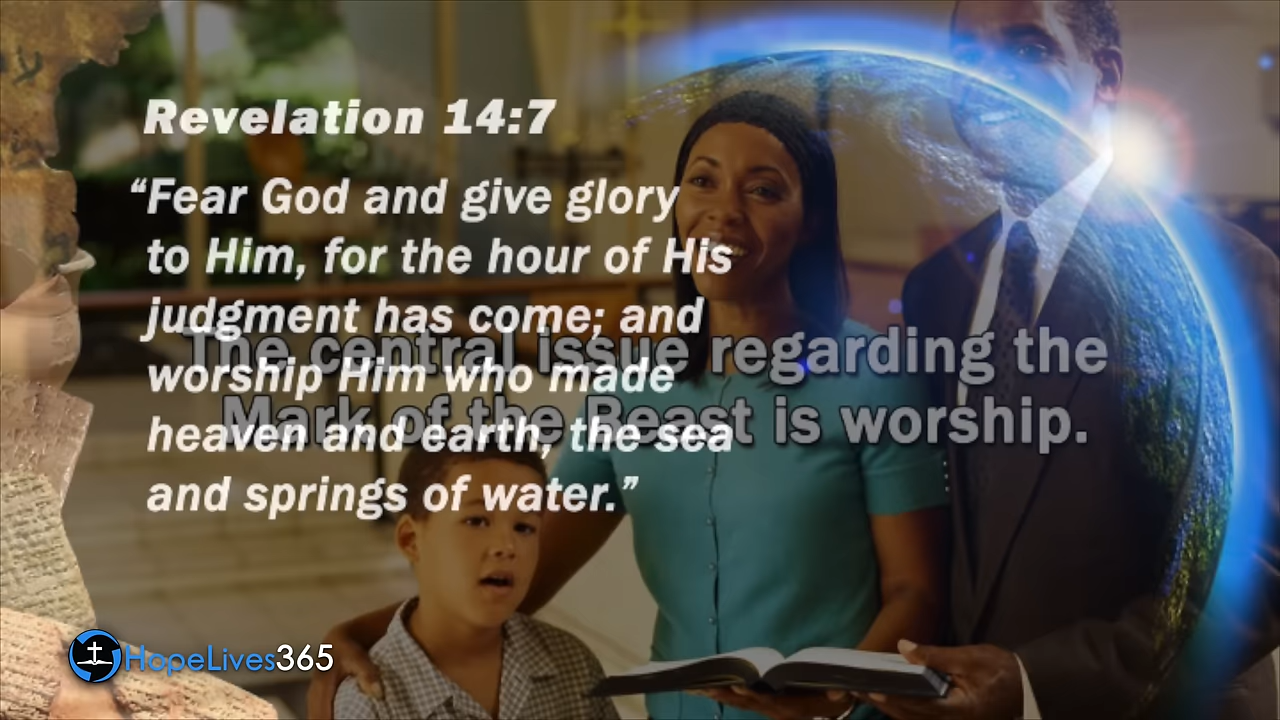 Revelation 14:7
“Fear God and give glory
to Him, for the hour of His
judgment has come; and
worship Him who made
heaven and earth, the sea
and springs of water.”
The central issue regarding the
Mark of the Beast is worship.
HopeLives365